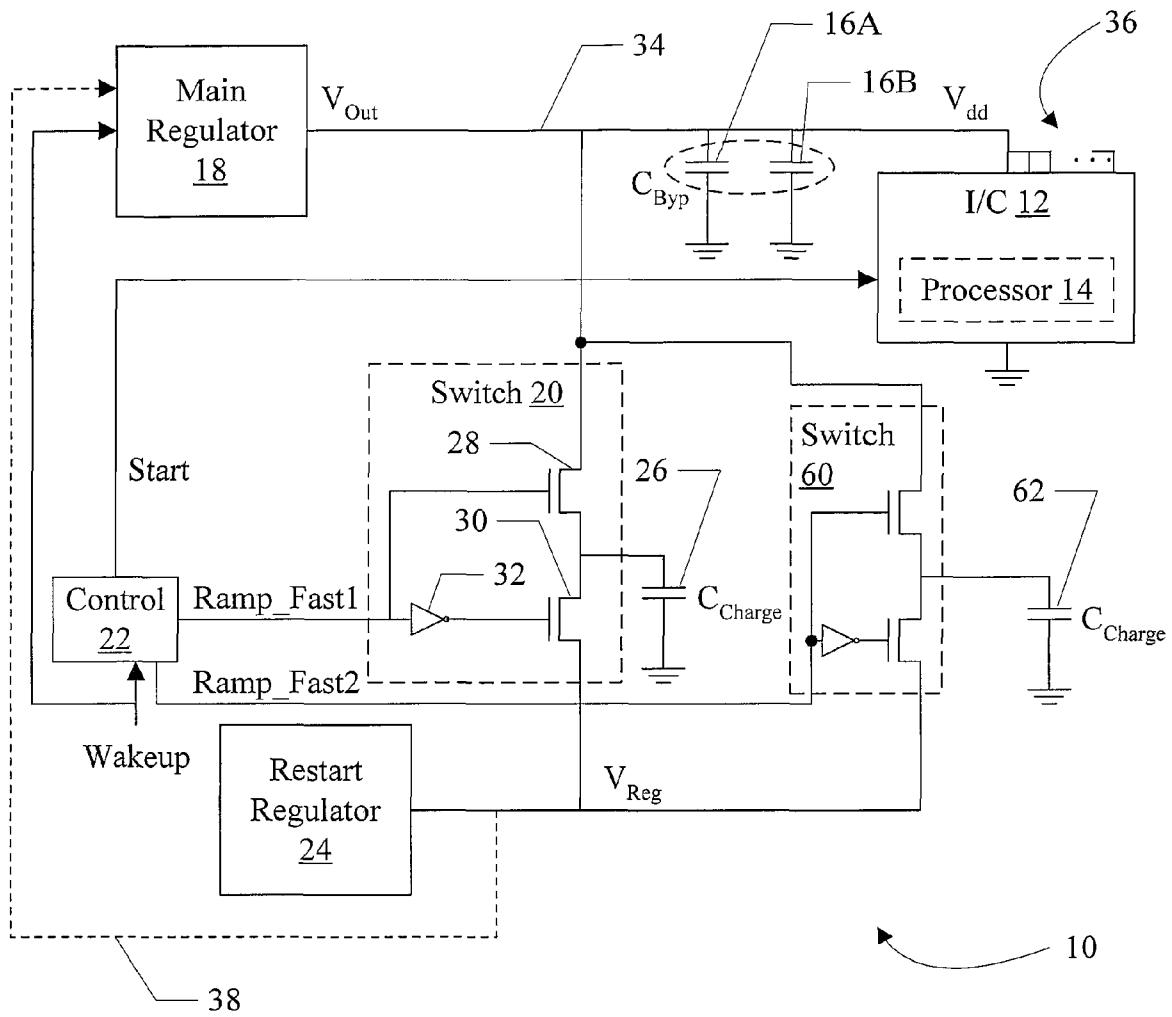 16A
34
36
16B
Main
Regulator
18
V_Out
V_dd
C_Byp
I/C 12
Processor 14
Switch 20
Switch
60
28
26
Start
62
30
32
Control
22
Ramp_Fast1
C_Charge
C_Charge
Ramp_Fast2
Wakeup
Restart
Regulator
24
V_Reg
10
38